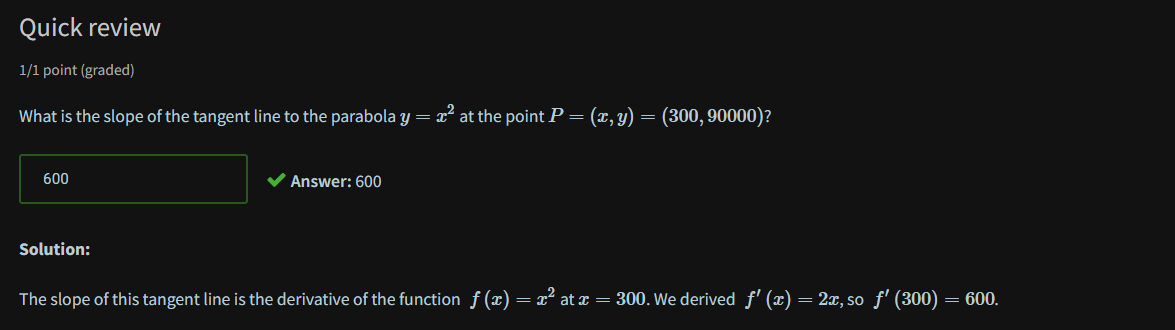 Quick review
1/1 point (graded)
What is the slope of the tangent line to the parabola y = x² at the point P = (x, y) = (300, 90000)?
600
✔ Answer: 600
Solution:
The slope of this tangent line is the derivative of the function f (x) = x² at x = 300. We derived f′ (x) = 2x, so f′ (300) = 600.